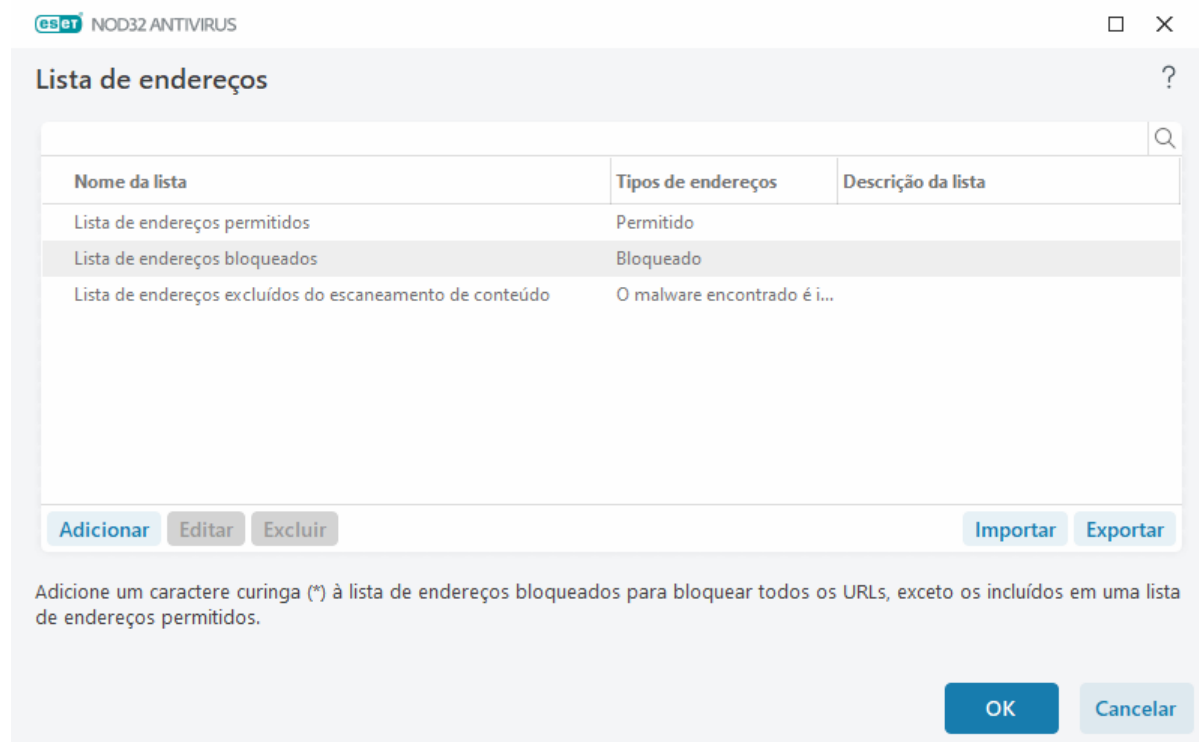 eset NOD32 ANTIVIRUS
Lista de endereços
?
Nome da lista Tipos de endereços Descrição da lista
Lista de endereços permitidos Permitido
Lista de endereços bloqueados Bloqueado
Lista de endereços excluídos do escaneamento de conteúdo O malware encontrado é i...
Adicionar Editar Excluir Importar Exportar
Adicione um caractere curinga (*) à lista de endereços bloqueados para bloquear todos os URLs, exceto os incluídos em uma lista
de endereços permitidos.
OK Cancelar